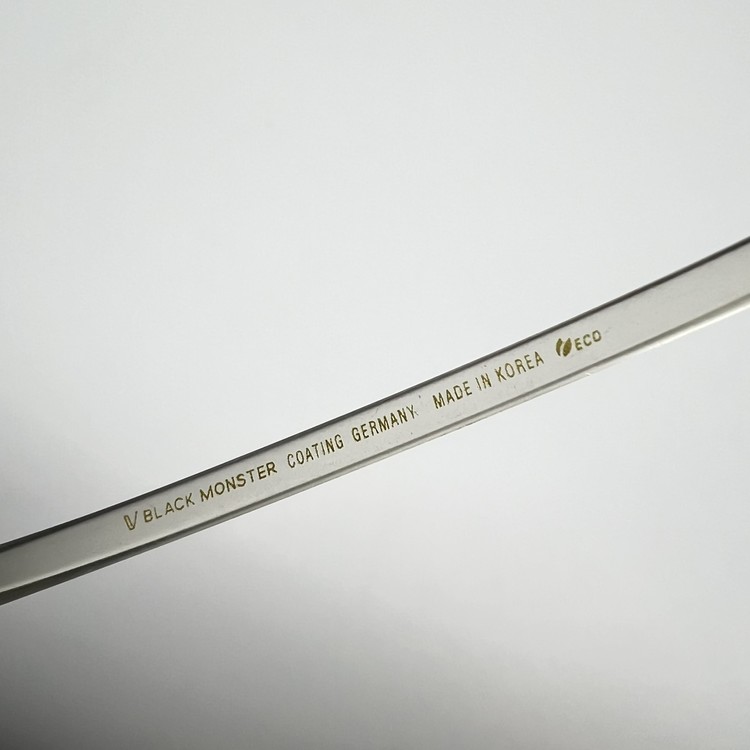 BLACK MONSTER COATING GERMANY MADE IN KOREA ECO